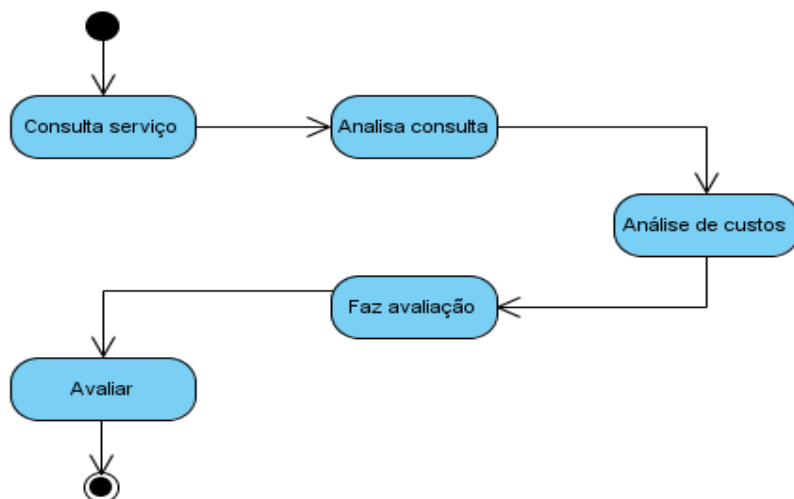 Consulta serviço
Analisa consulta
Análise de custos
Faz avaliação
Avaliar